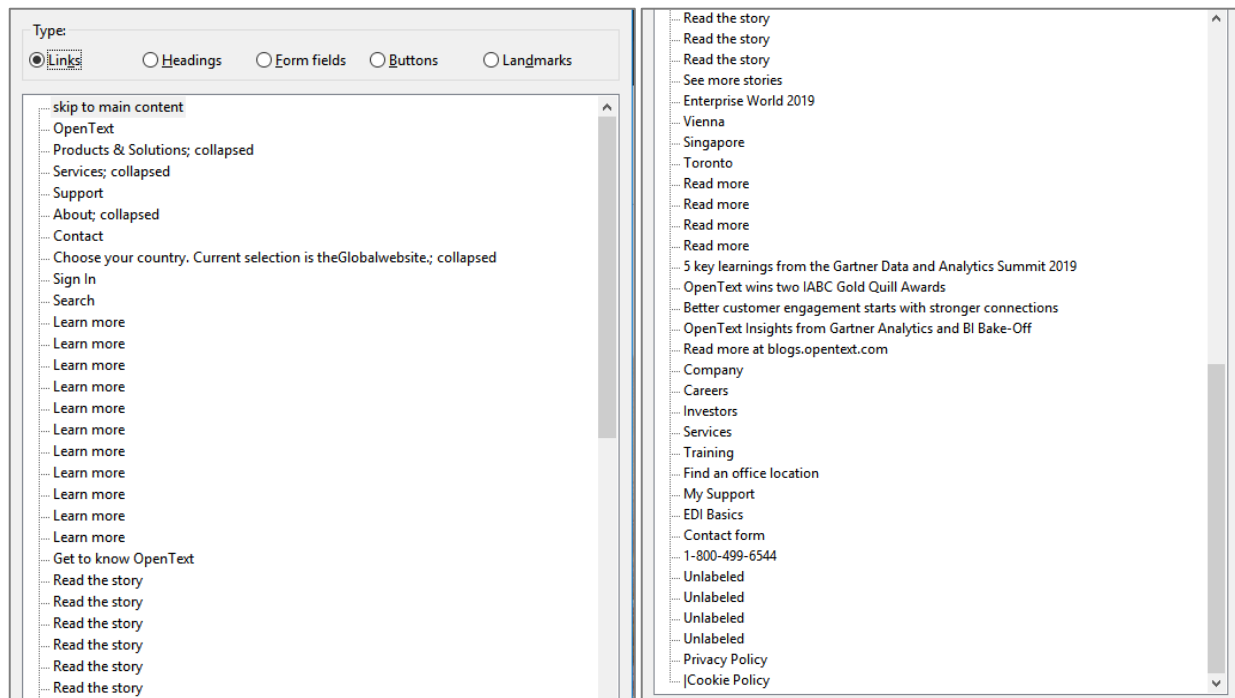 Type:
Links Headings Form fields Buttons Landmarks
skip to main content
OpenText
Products & Solutions; collapsed
Services; collapsed
Support
About; collapsed
Contact
Choose your country. Current selection is theGlobalwebsite.; collapsed
Sign In
Search
Learn more
Learn more
Learn more
Learn more
Learn more
Learn more
Learn more
Learn more
Learn more
Learn more
Learn more
Get to know OpenText
Read the story
Read the story
Read the story
Read the story
Read the story
Read the story
Read the story
Read the story
Read the story
See more stories
Enterprise World 2019
Vienna
Singapore
Toronto
Read more
Read more
Read more
Read more
5 key learnings from the Gartner Data and Analytics Summit 2019
OpenText wins two IABC Gold Quill Awards
Better customer engagement starts with stronger connections
OpenText Insights from Gartner Analytics and BI Bake-Off
Read more at blogs.opentext.com
Company
Careers
Investors
Services
Training
Find an office location
My Support
EDI Basics
Contact form
1-800-499-6544
Unlabeled
Unlabeled
Unlabeled
Unlabeled
Privacy Policy
|Cookie Policy